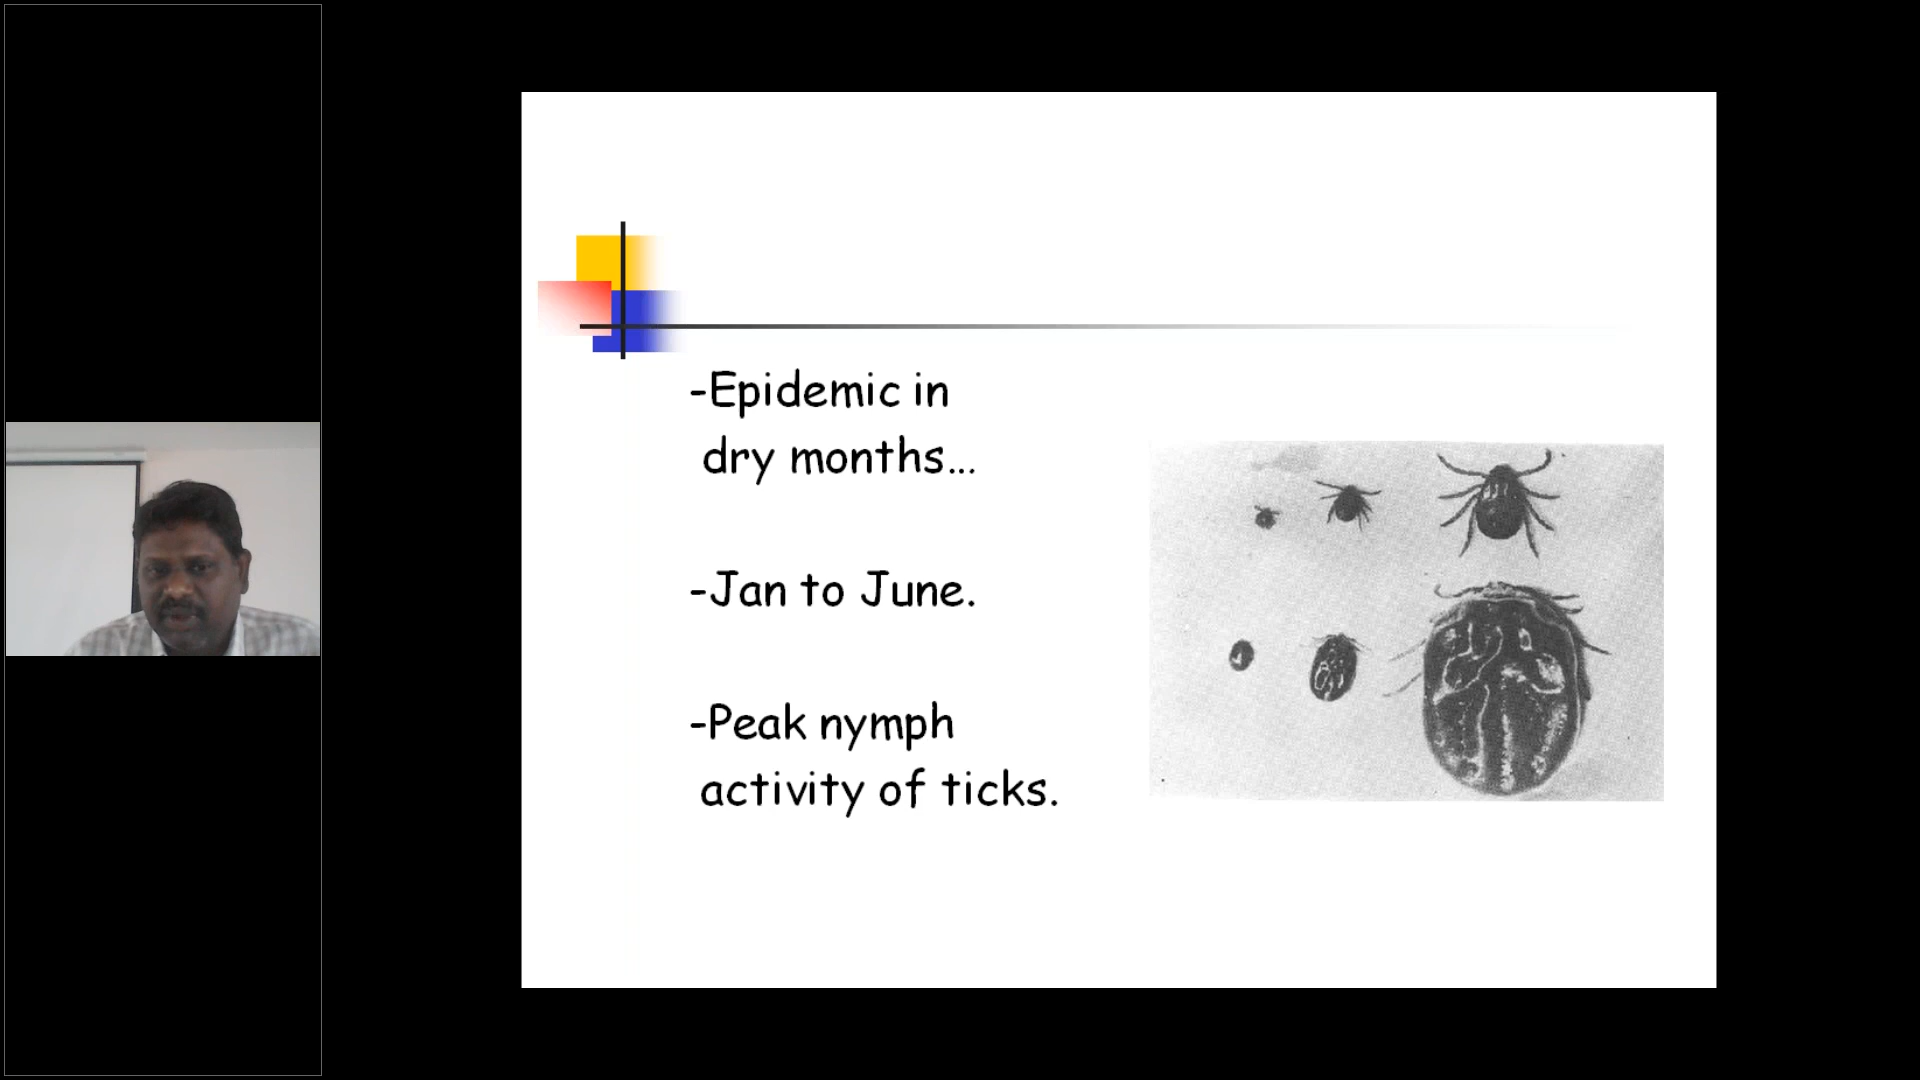 -Epidemic in
dry months...
-Jan to June.
-Peak nymph
activity of ticks.